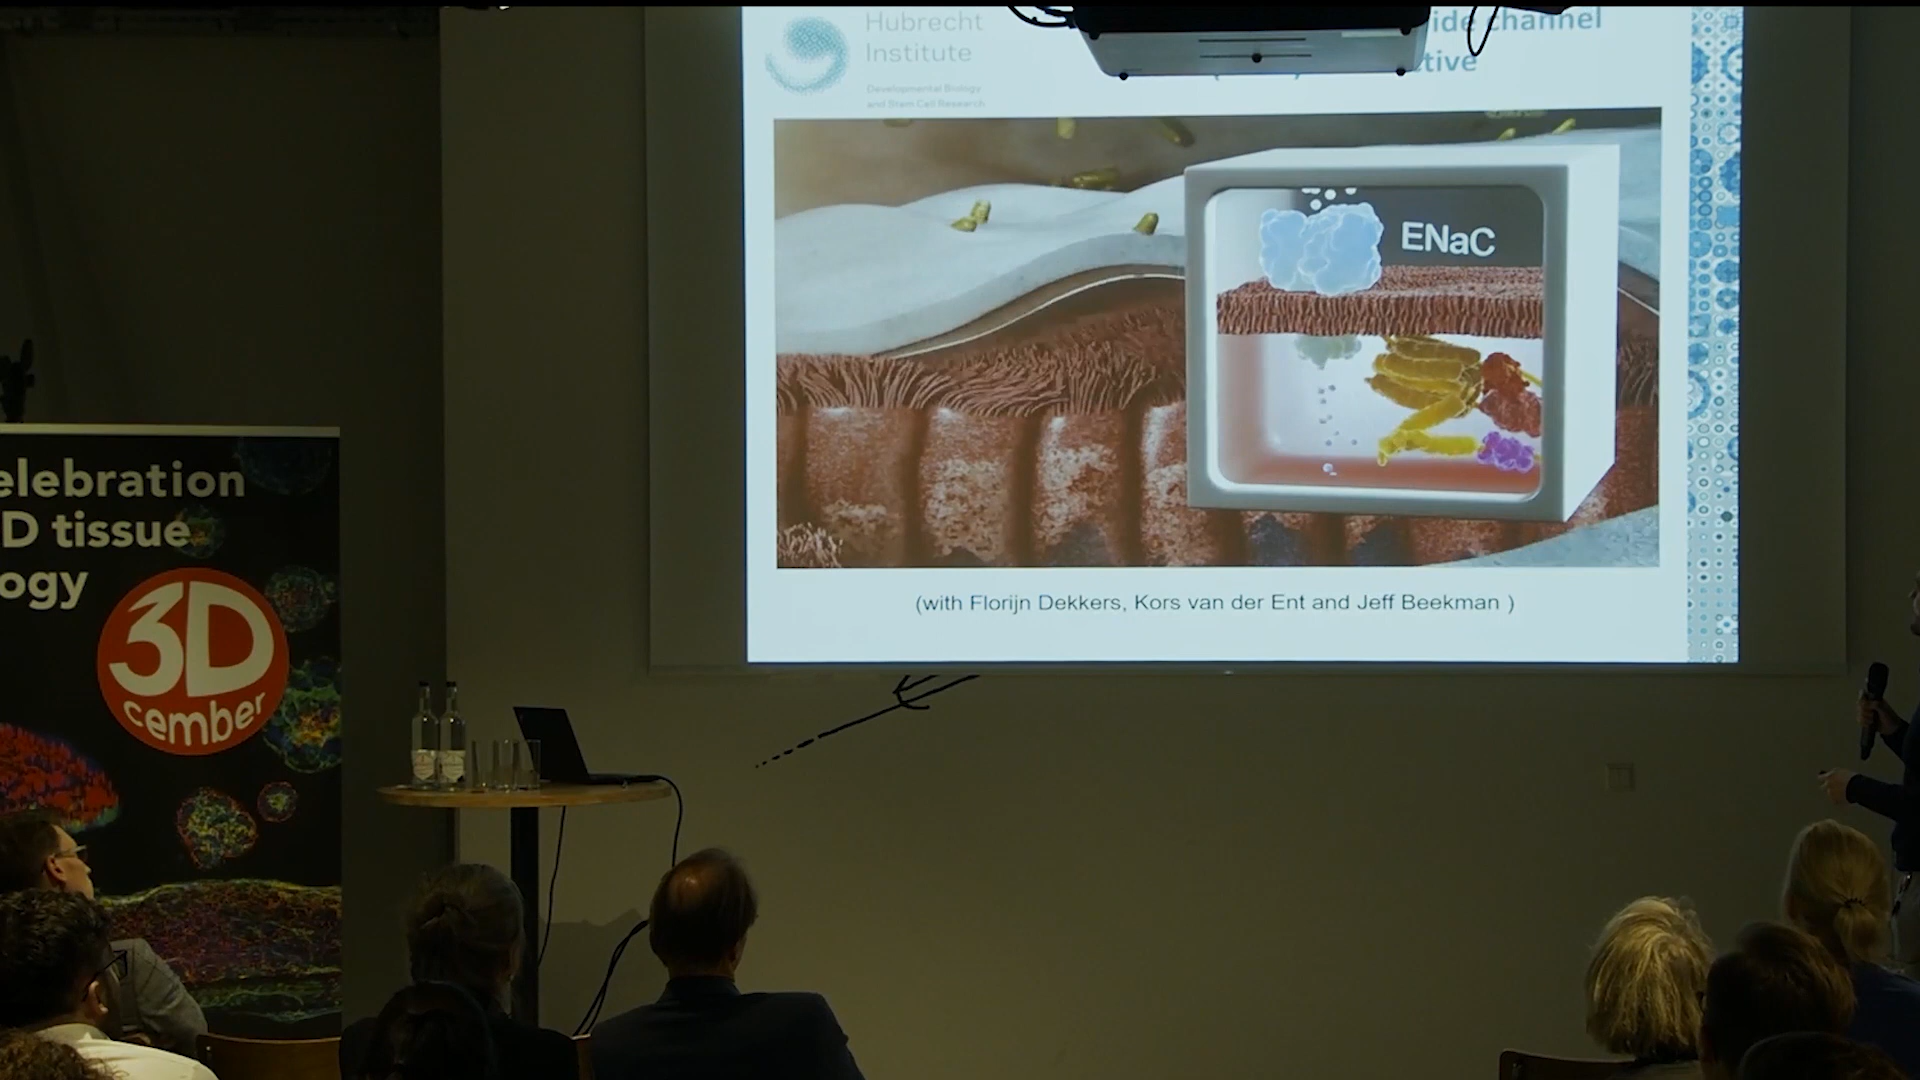 Hubrecht
Institute
Developmental Biology
and Stem Cell Research
channel
ENaC
(with Florijn Dekkers, Kors van der Ent and Jeff Beekman )
elebration
D tissue
ogy
3D
cember